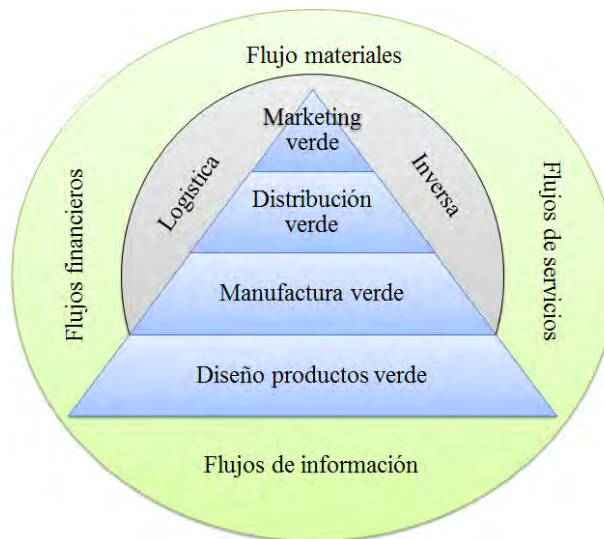 Flujo materiales
Marketing
verde
Logistica
Inversa
Distribución
verde
Flujos financieros
Flujos de servicios
Manufactura verde
Diseño productos verde
Flujos de información